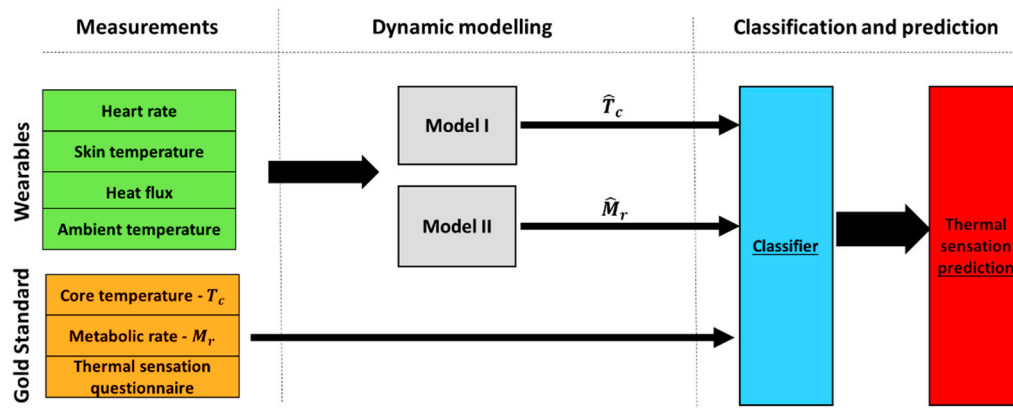 Measurements
Dynamic modelling
Classification and prediction
Wearables
Heart rate
Skin temperature
Heat flux
Ambient temperature
Model I
Model II
T̂c
M̂r
Classifier
Thermal
sensation
prediction
Gold Standard
Core temperature - Tc
Metabolic rate - Mr
Thermal sensation
questionnaire